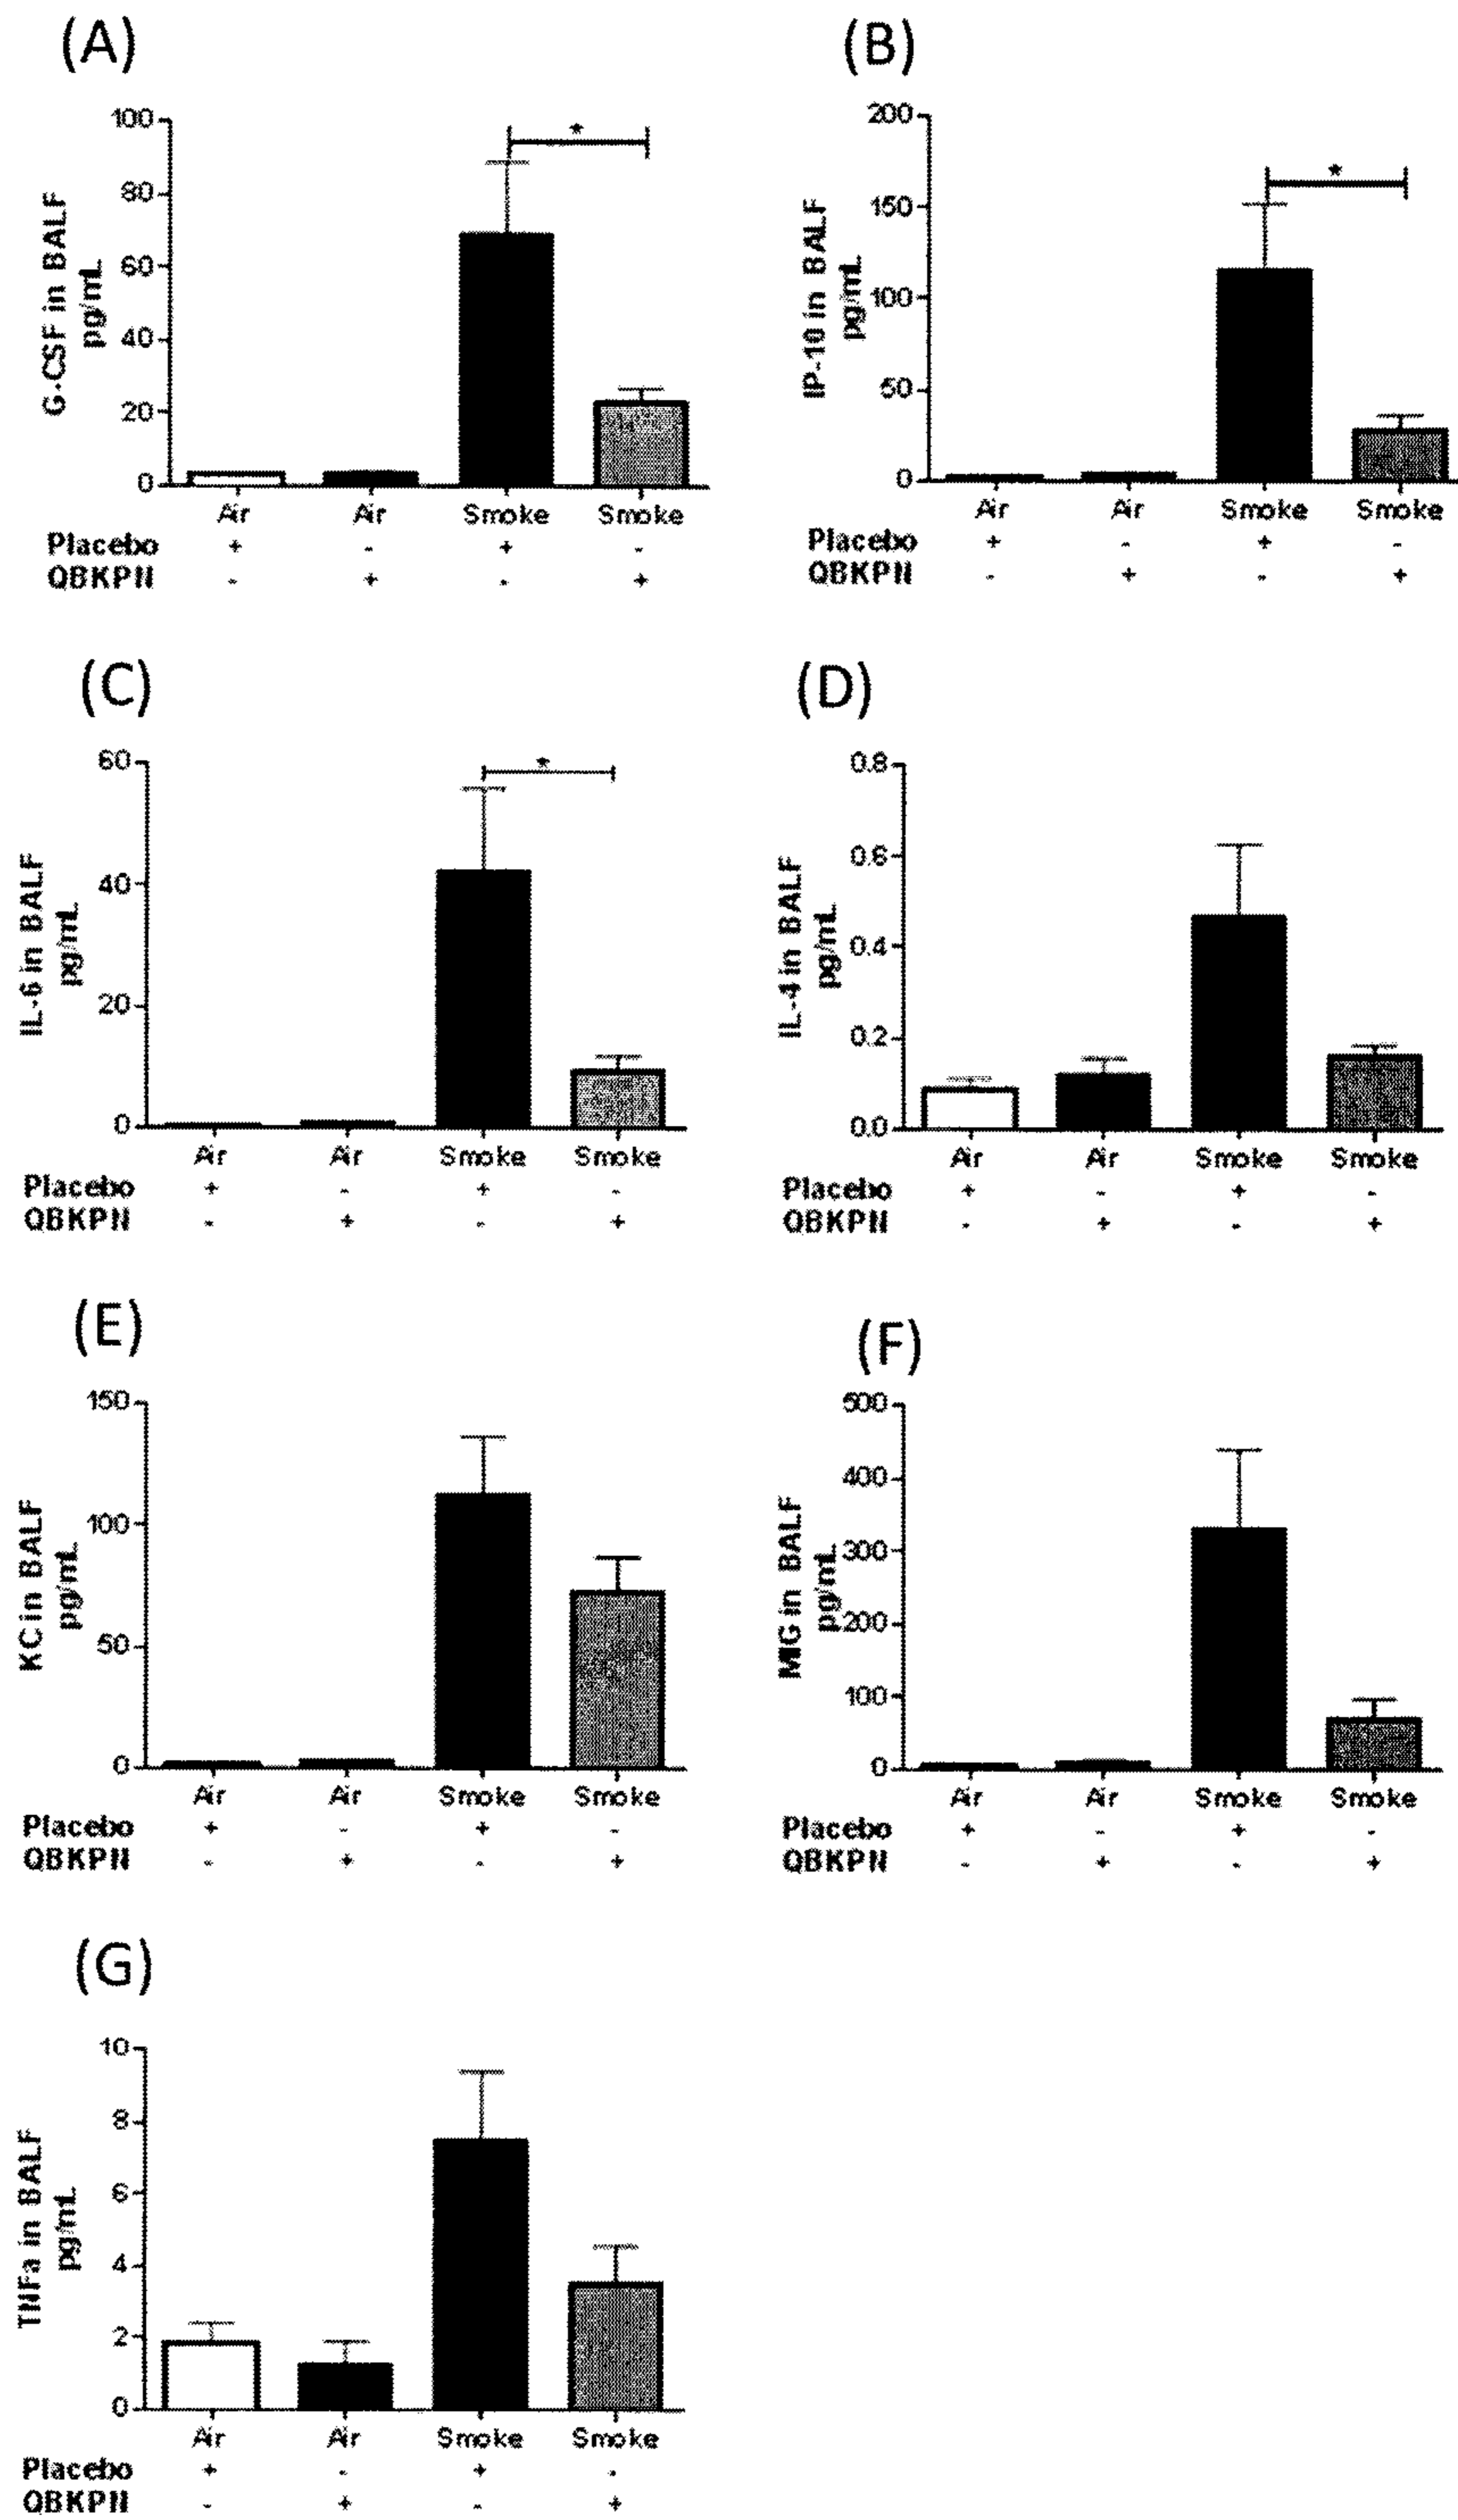 (A)
100
80
60
40
20
0
G-CSF in BALF
pg/mL
*
Air Air Smoke Smoke
Placebo + - + -
QBKPN - + - +
(B)
200
150
100
50
0
IP-10 in BALF
pg/mL
*
Air Air Smoke Smoke
Placebo + - + -
QBKPN - + - +
(C)
60
40
20
0
IL-6 in BALF
pg/mL
*
Air Air Smoke Smoke
Placebo + - + -
QBKPN - + - +
(D)
0.8
0.6
0.4
0.2
0.0
IL-4 in BALF
pg/mL
Air Air Smoke Smoke
Placebo + - + -
QBKPN - + - +
(E)
150
100
50
0
KC in BALF
pg/mL
Air Air Smoke Smoke
Placebo + - + -
QBKPN - + - +
(F)
500
400
300
200
100
0
MIG in BALF
pg/mL
Air Air Smoke Smoke
Placebo + - + -
QBKPN - + - +
(G)
10
8
6
4
2
0
TNFa in BALF
pg/mL
Air Air Smoke Smoke
Placebo + - + -
QBKPN - + - +